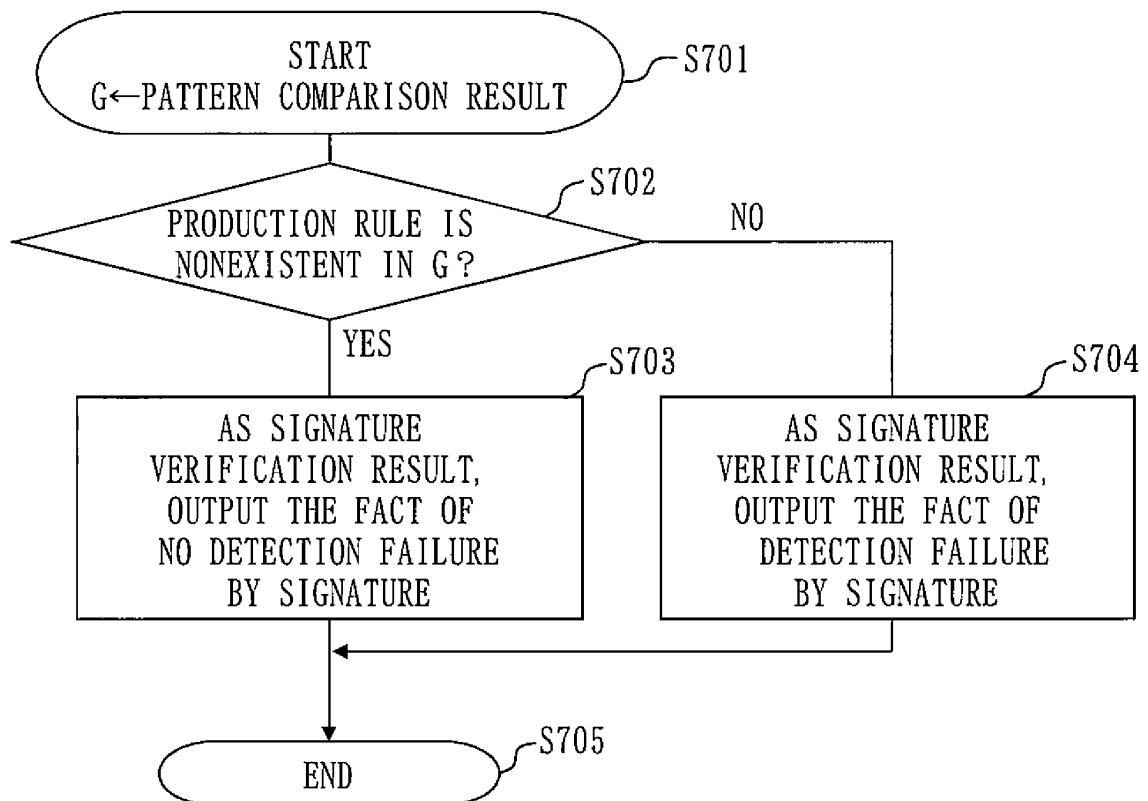 START
G←PATTERN COMPARISON RESULT
S701
PRODUCTION RULE IS
NONEXISTENT IN G?
S702
NO
YES
S703
AS SIGNATURE
VERIFICATION RESULT,
OUTPUT THE FACT OF
NO DETECTION FAILURE
BY SIGNATURE
S704
AS SIGNATURE
VERIFICATION RESULT,
OUTPUT THE FACT OF
DETECTION FAILURE
BY SIGNATURE
S705
END